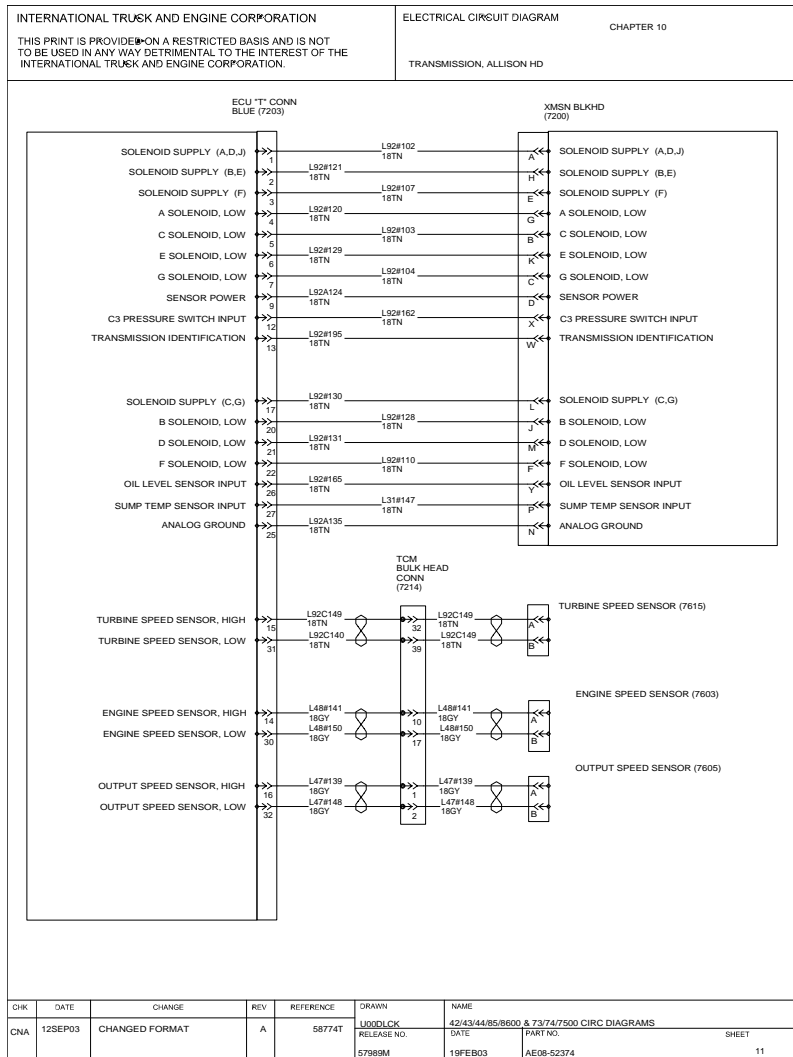 INTERNATIONAL TRUCK AND ENGINE CORPORATION
THIS PRINT IS PROVIDED ON A RESTRICTED BASIS AND IS NOT
TO BE USED IN ANY WAY DETRIMENTAL TO THE INTEREST OF THE
INTERNATIONAL TRUCK AND ENGINE CORPORATION.
ELECTRICAL CIRCUIT DIAGRAM
CHAPTER 10
TRANSMISSION, ALLISON HD
ECU "T" CONN
BLUE (7203)
XMSN BLKHD
(7200)
SOLENOID SUPPLY (A,D,J) 1 L92#102 18TN A SOLENOID SUPPLY (A,D,J)
SOLENOID SUPPLY (B,E) 2 L92#121 18TN H SOLENOID SUPPLY (B,E)
SOLENOID SUPPLY (F) 3 L92#107 18TN E SOLENOID SUPPLY (F)
A SOLENOID, LOW 4 L92#120 18TN G A SOLENOID, LOW
C SOLENOID, LOW 5 L92#103 18TN B C SOLENOID, LOW
E SOLENOID, LOW 6 L92#129 18TN K E SOLENOID, LOW
G SOLENOID, LOW 7 L92#104 18TN C G SOLENOID, LOW
SENSOR POWER 9 L92A124 18TN D SENSOR POWER
C3 PRESSURE SWITCH INPUT 12 L92#162 18TN X C3 PRESSURE SWITCH INPUT
TRANSMISSION IDENTIFICATION 13 L92#195 18TN W TRANSMISSION IDENTIFICATION
SOLENOID SUPPLY (C,G) 17 L92#130 18TN L SOLENOID SUPPLY (C,G)
B SOLENOID, LOW 20 L92#128 18TN J B SOLENOID, LOW
D SOLENOID, LOW 21 L92#131 18TN M D SOLENOID, LOW
F SOLENOID, LOW 22 L92#110 18TN F F SOLENOID, LOW
OIL LEVEL SENSOR INPUT 26 L92#165 18TN Y OIL LEVEL SENSOR INPUT
SUMP TEMP SENSOR INPUT 27 L31#147 18TN P SUMP TEMP SENSOR INPUT
ANALOG GROUND 25 L92A135 18TN N ANALOG GROUND
TCM
BULK HEAD
CONN
(7214)
TURBINE SPEED SENSOR (7615)
TURBINE SPEED SENSOR, HIGH 15 L92C149 18TN 32 L92C149 18TN A
TURBINE SPEED SENSOR, LOW 31 L92C140 18TN 39 L92C149 18TN B
ENGINE SPEED SENSOR (7603)
ENGINE SPEED SENSOR, HIGH 14 L48#141 18GY 10 L48#141 18GY A
ENGINE SPEED SENSOR, LOW 30 L48#150 18GY 17 L48#150 18GY B
OUTPUT SPEED SENSOR (7605)
OUTPUT SPEED SENSOR, HIGH 16 L47#139 18GY 1 L47#139 18GY A
OUTPUT SPEED SENSOR, LOW 32 L47#148 18GY 2 L47#148 18GY B
CHK DATE CHANGE REV REFERENCE DRAWN NAME
CNA 12SEP03 CHANGED FORMAT A 58774T U00DLCK 42/43/44/85/8600 & 73/74/7500 CIRC DIAGRAMS
RELEASE NO. DATE PART NO. SHEET
57989M 19FEB03 AE08-52374 11